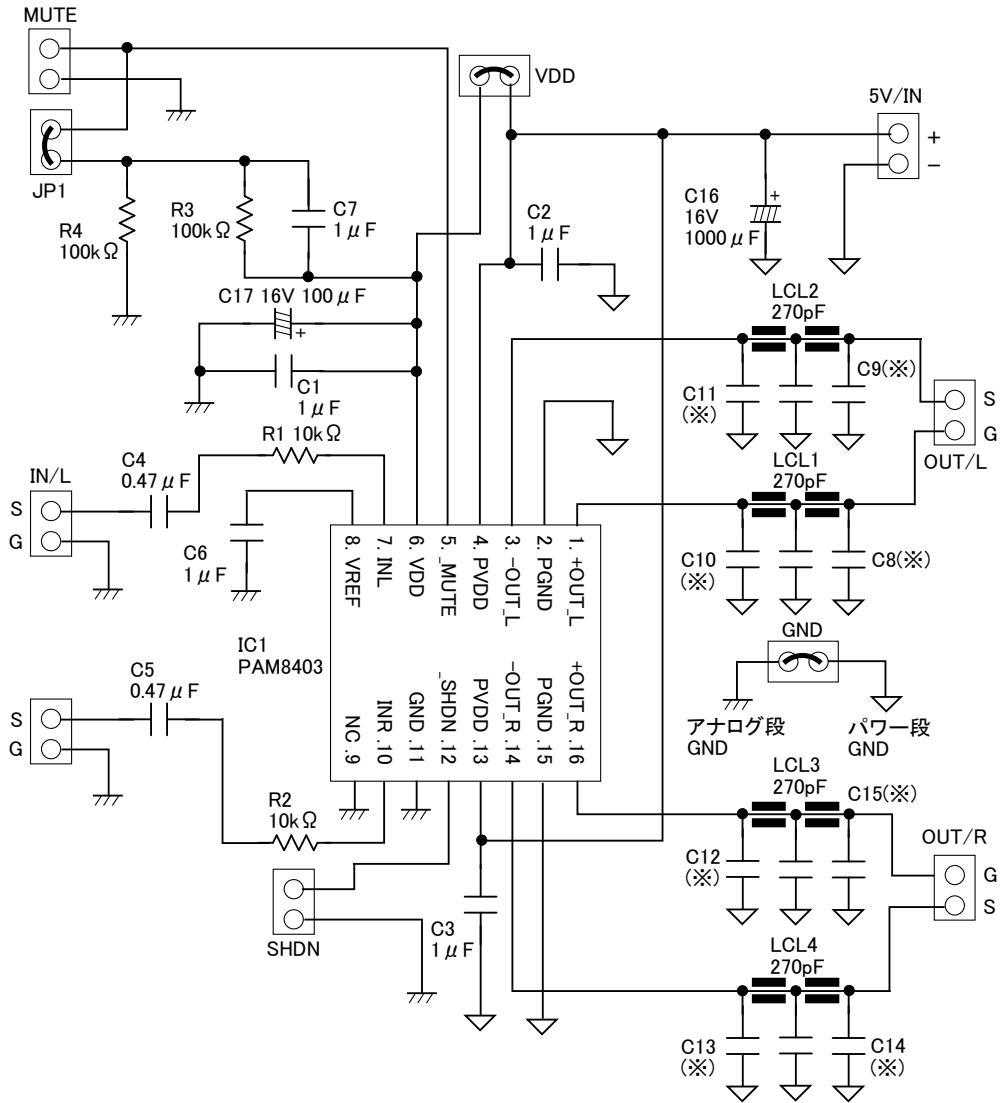 MUTE
VDD
5V/IN
+
−
JP1
R4
100kΩ
R3
100kΩ
C7
1μF
C2
1μF
C16
16V
1000μF
+
C17 16V 100μF
+
C1
1μF
LCL2
270pF
C11
(※)
C9(※)
S
G
OUT/L
R1 10kΩ
C4
0.47μF
IN/L
S
G
C6
1μF
LCL1
270pF
C10
(※)
C8(※)
8. VREF
7. INL
6. VDD
5. _MUTE
4. PVDD
3. -OUT_L
2. PGND
1. +OUT_L
IC1
PAM8403
NC .9
INR .10
GND .11
_SHDN .12
PVDD .13
-OUT_R .14
PGND .15
+OUT_R .16
GND
アナログ段
GND
パワー段
GND
C5
0.47μF
S
G
R2
10kΩ
SHDN
C3
1μF
LCL3
270pF
C15(※)
C12
(※)
OUT/R
G
S
LCL4
270pF
C13
(※)
C14
(※)